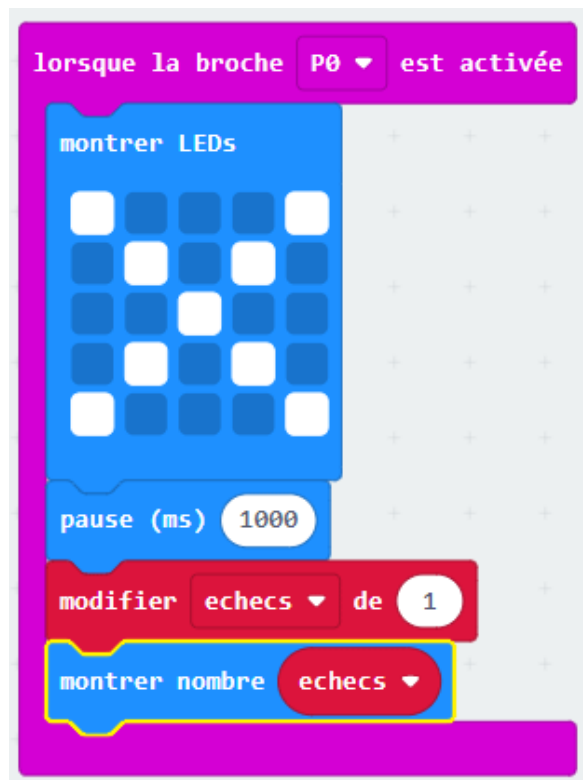 lorsque la broche P0 est activée
montrer LEDs
pause (ms) 1000
modifier echecs de 1
montrer nombre echecs